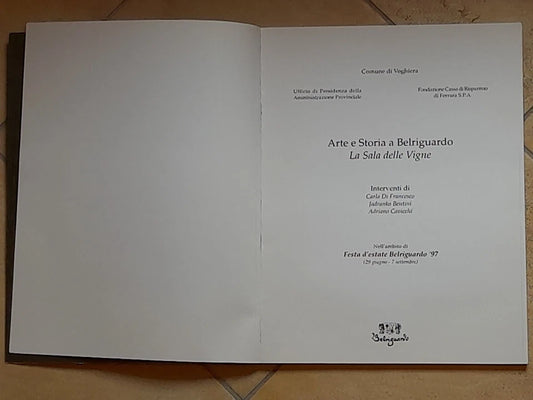 Comune di Voghiera
Ufficio di Presidenza della
Amministrazione Provinciale
Fondazione Cassa di Risparmio
di Ferrara S.P.A.
Arte e Storia a Belriguardo
La Sala delle Vigne
Interventi di
Carla Di Francesco
Jadranka Bentini
Adriano Cavicchi
Nell'ambito di
Festa d'estate Belriguardo '97
(29 giugno - 7 settembre)
Belriguardo